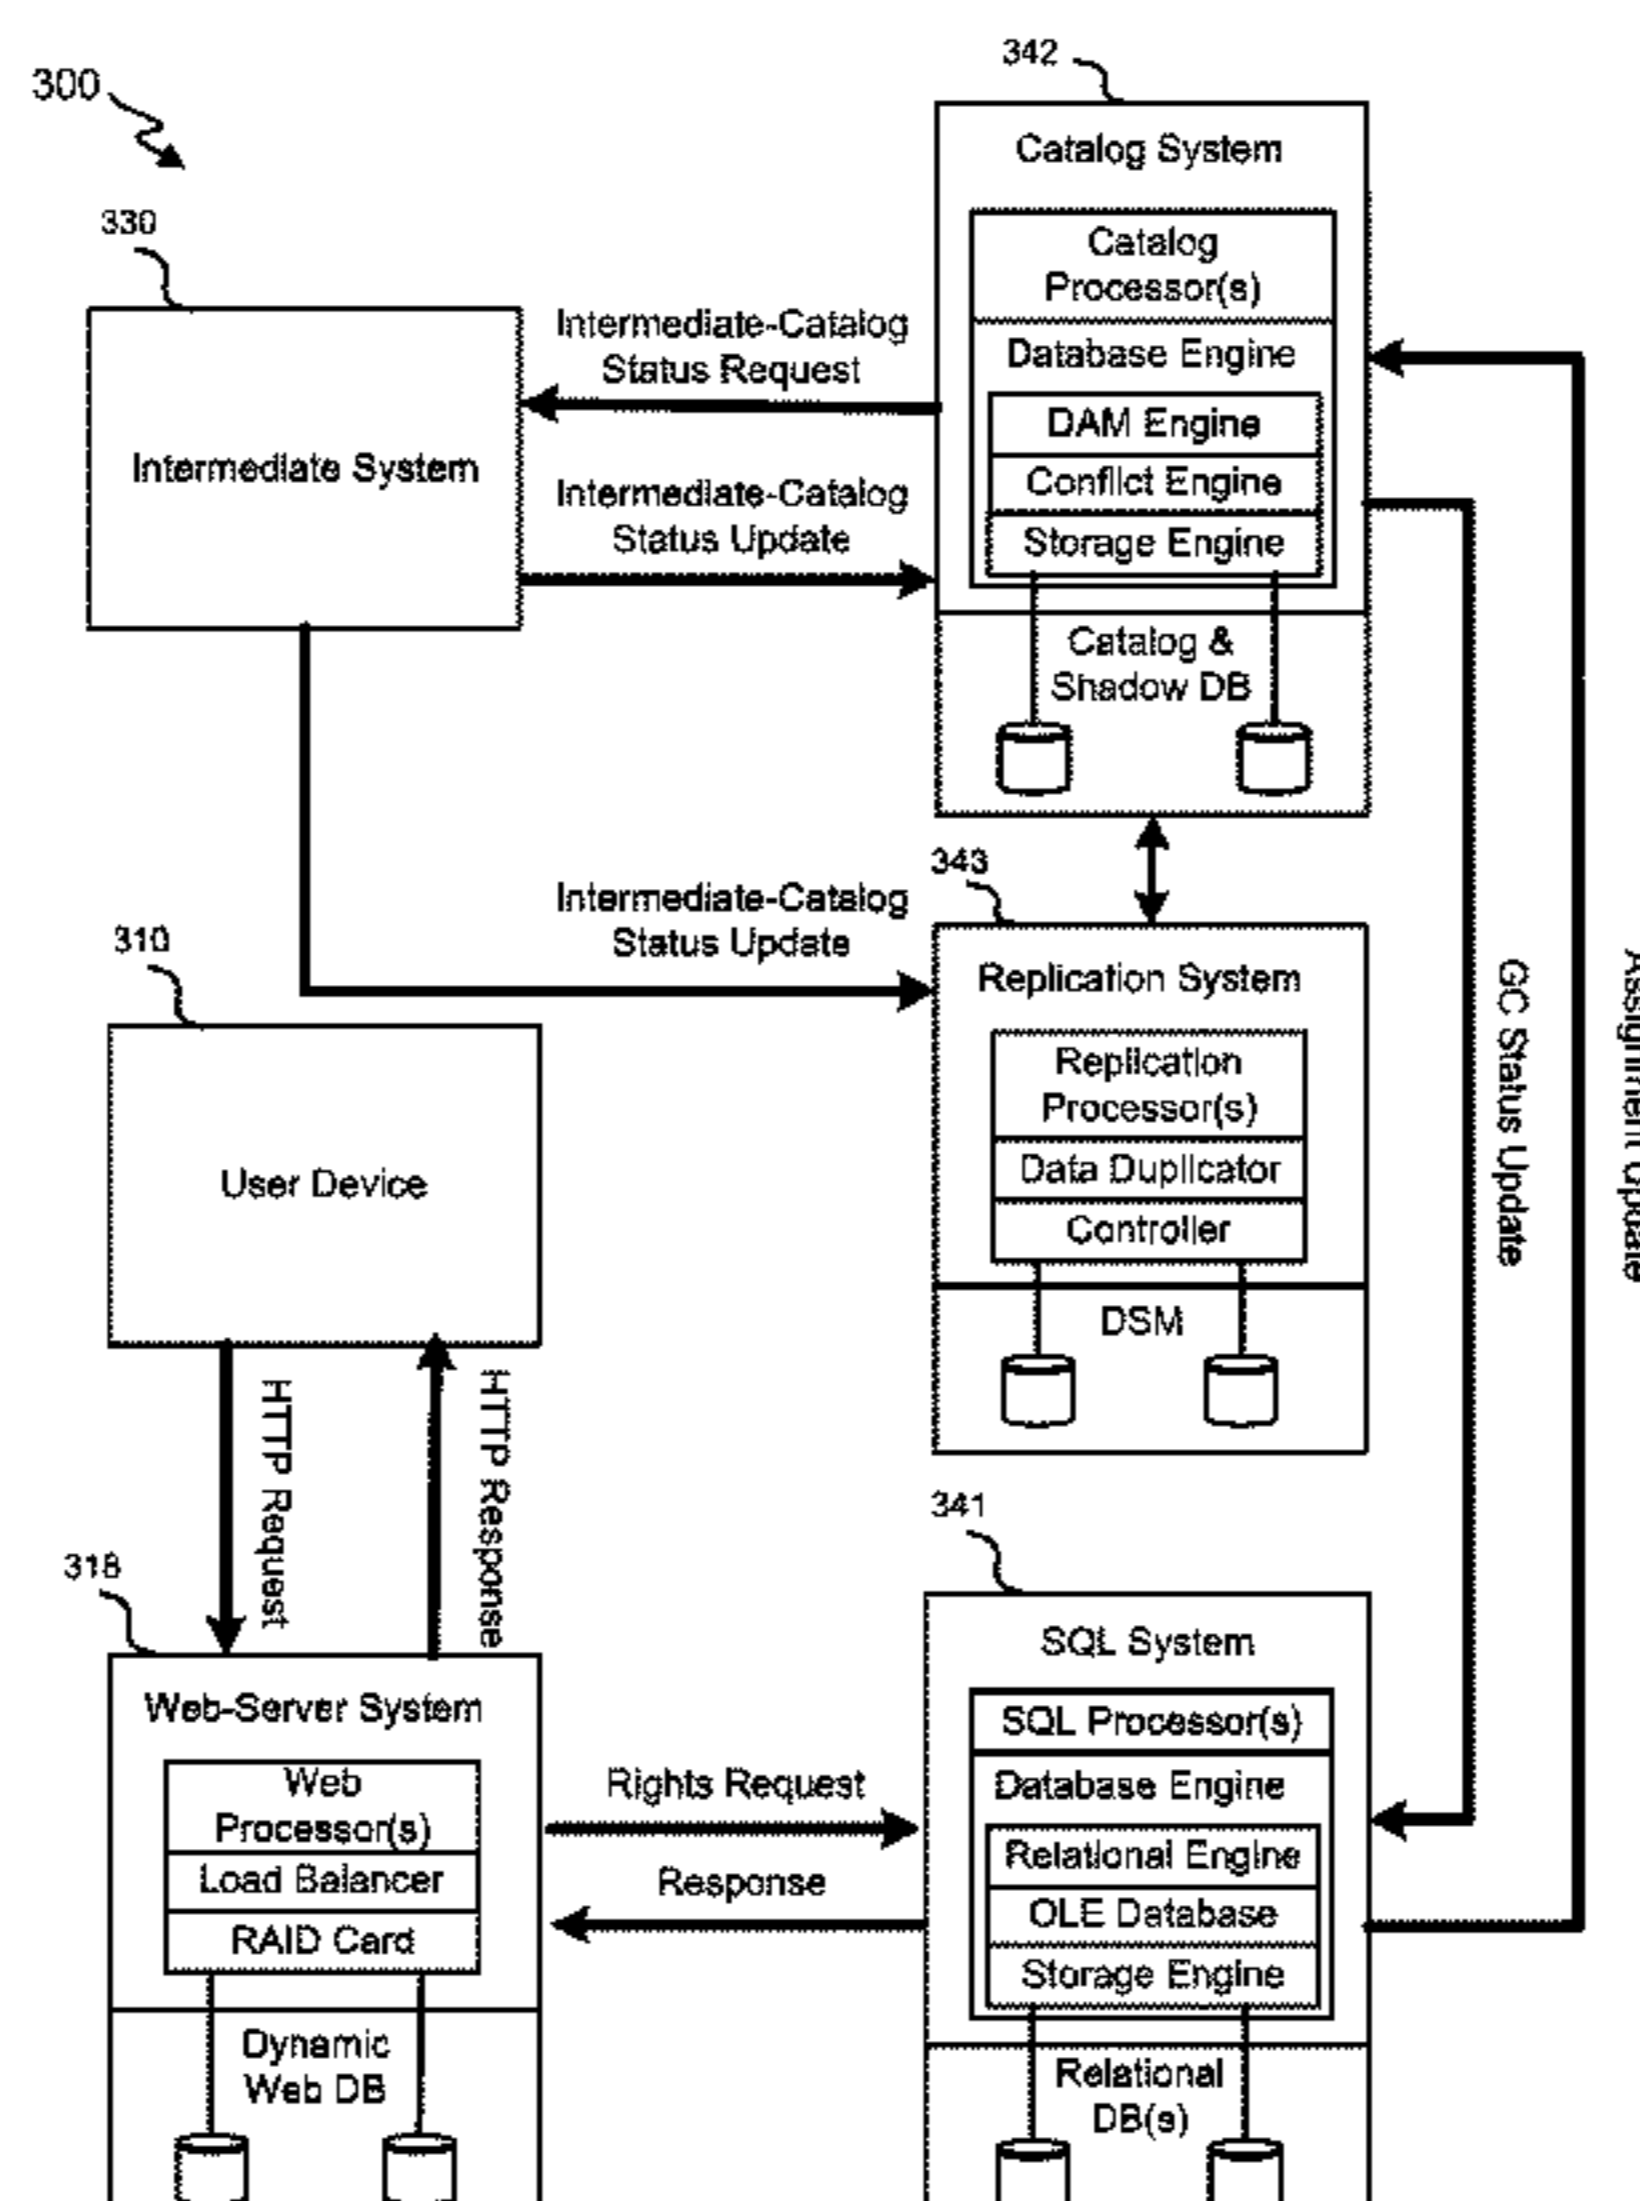 300
342
Catalog System
Catalog
Processor(s)
Database Engine
DAM Engine
Conflict Engine
Storage Engine
Catalog &
Shadow DB
330
Intermediate System
Intermediate-Catalog
Status Request
Intermediate-Catalog
Status Update
Intermediate-Catalog
Status Update
343
Replication System
Replication
Processor(s)
Data Duplicator
Controller
DSM
GC Status Update
Assignment Update
310
User Device
HTTP Request
HTTP Response
318
Web-Server System
Web
Processor(s)
Load Balancer
RAID Card
Dynamic
Web DB
Rights Request
Response
341
SQL System
SQL Processor(s)
Database Engine
Relational Engine
OLE Database
Storage Engine
Relational
DB(s)